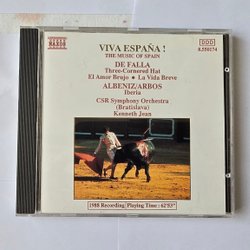 NAXOS
DDD
8.550174
VIVA ESPAÑA !
THE MUSIC OF SPAIN
DE FALLA
Three-Cornered Hat
El Amor Brujo • La Vida Breve
ALBENIZ/ARBOS
Iberia
CSR Symphony Orchestra
(Bratislava)
Kenneth Jean
1988 Recording Playing Time : 62'53"